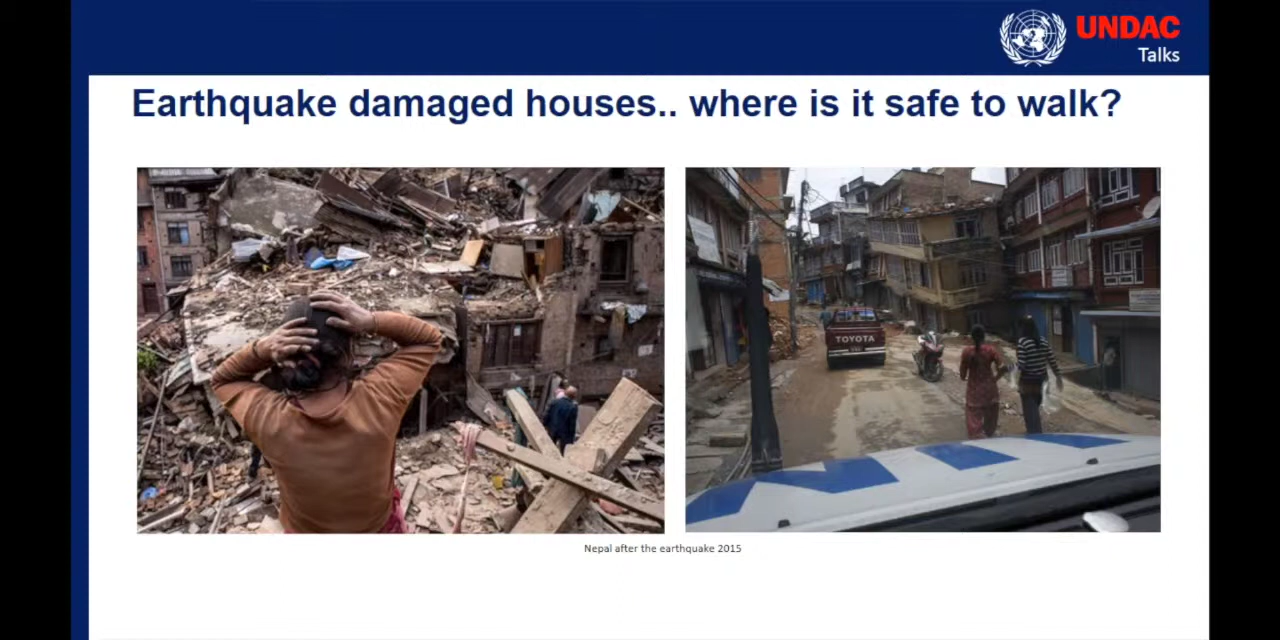 UNDAC
Talks
Earthquake damaged houses.. where is it safe to walk?
TOYOTA
Nepal after the earthquake 2015